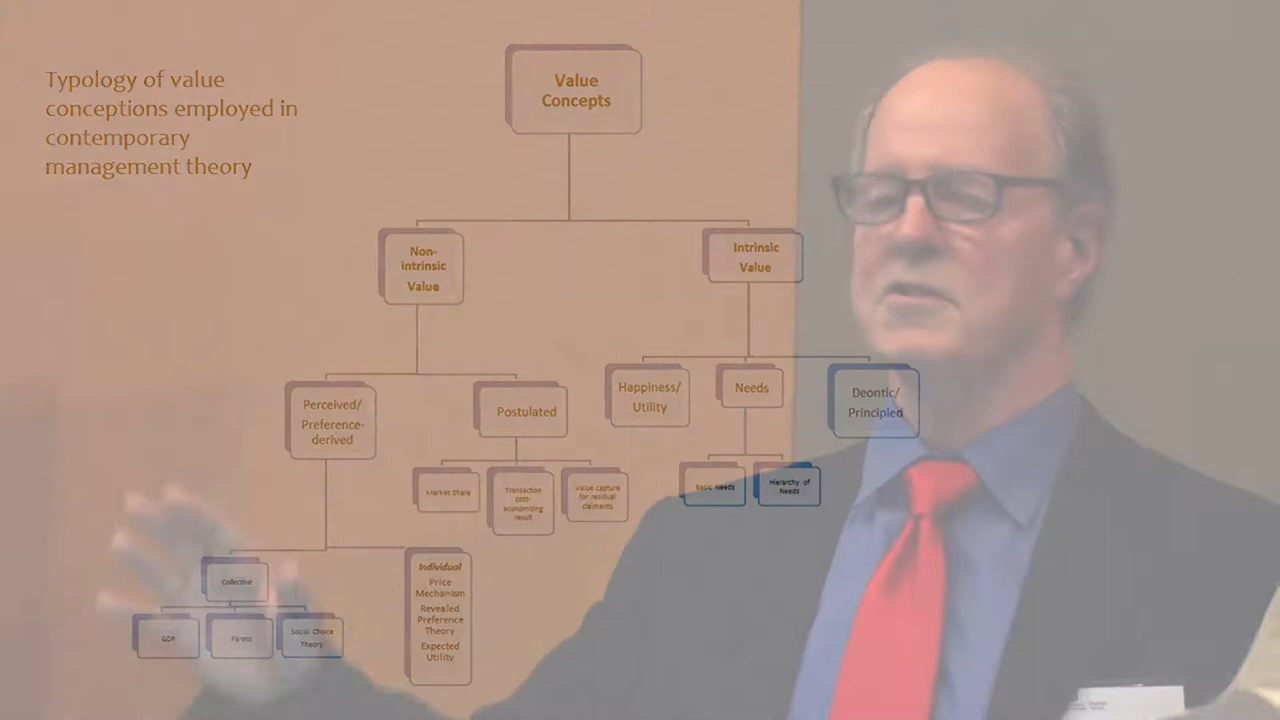 Typology of value
conceptions employed in
contemporary
management theory
Value
Concepts
Non-
intrinsic
Value
Intrinsic
Value
Perceived/
Preference-
derived
Postulated
Happiness/
Utility
Needs
Deontic/
Principled
Market Share
Transaction
cost-
economizing
result
Value capture
for residual
claimants
Basic Needs
Hierarchy of
Needs
Collective
GDP
Pareto
Social Choice
Theory
Individual
Price
Mechanism
Revealed
Preference
Theory
Expected
Utility